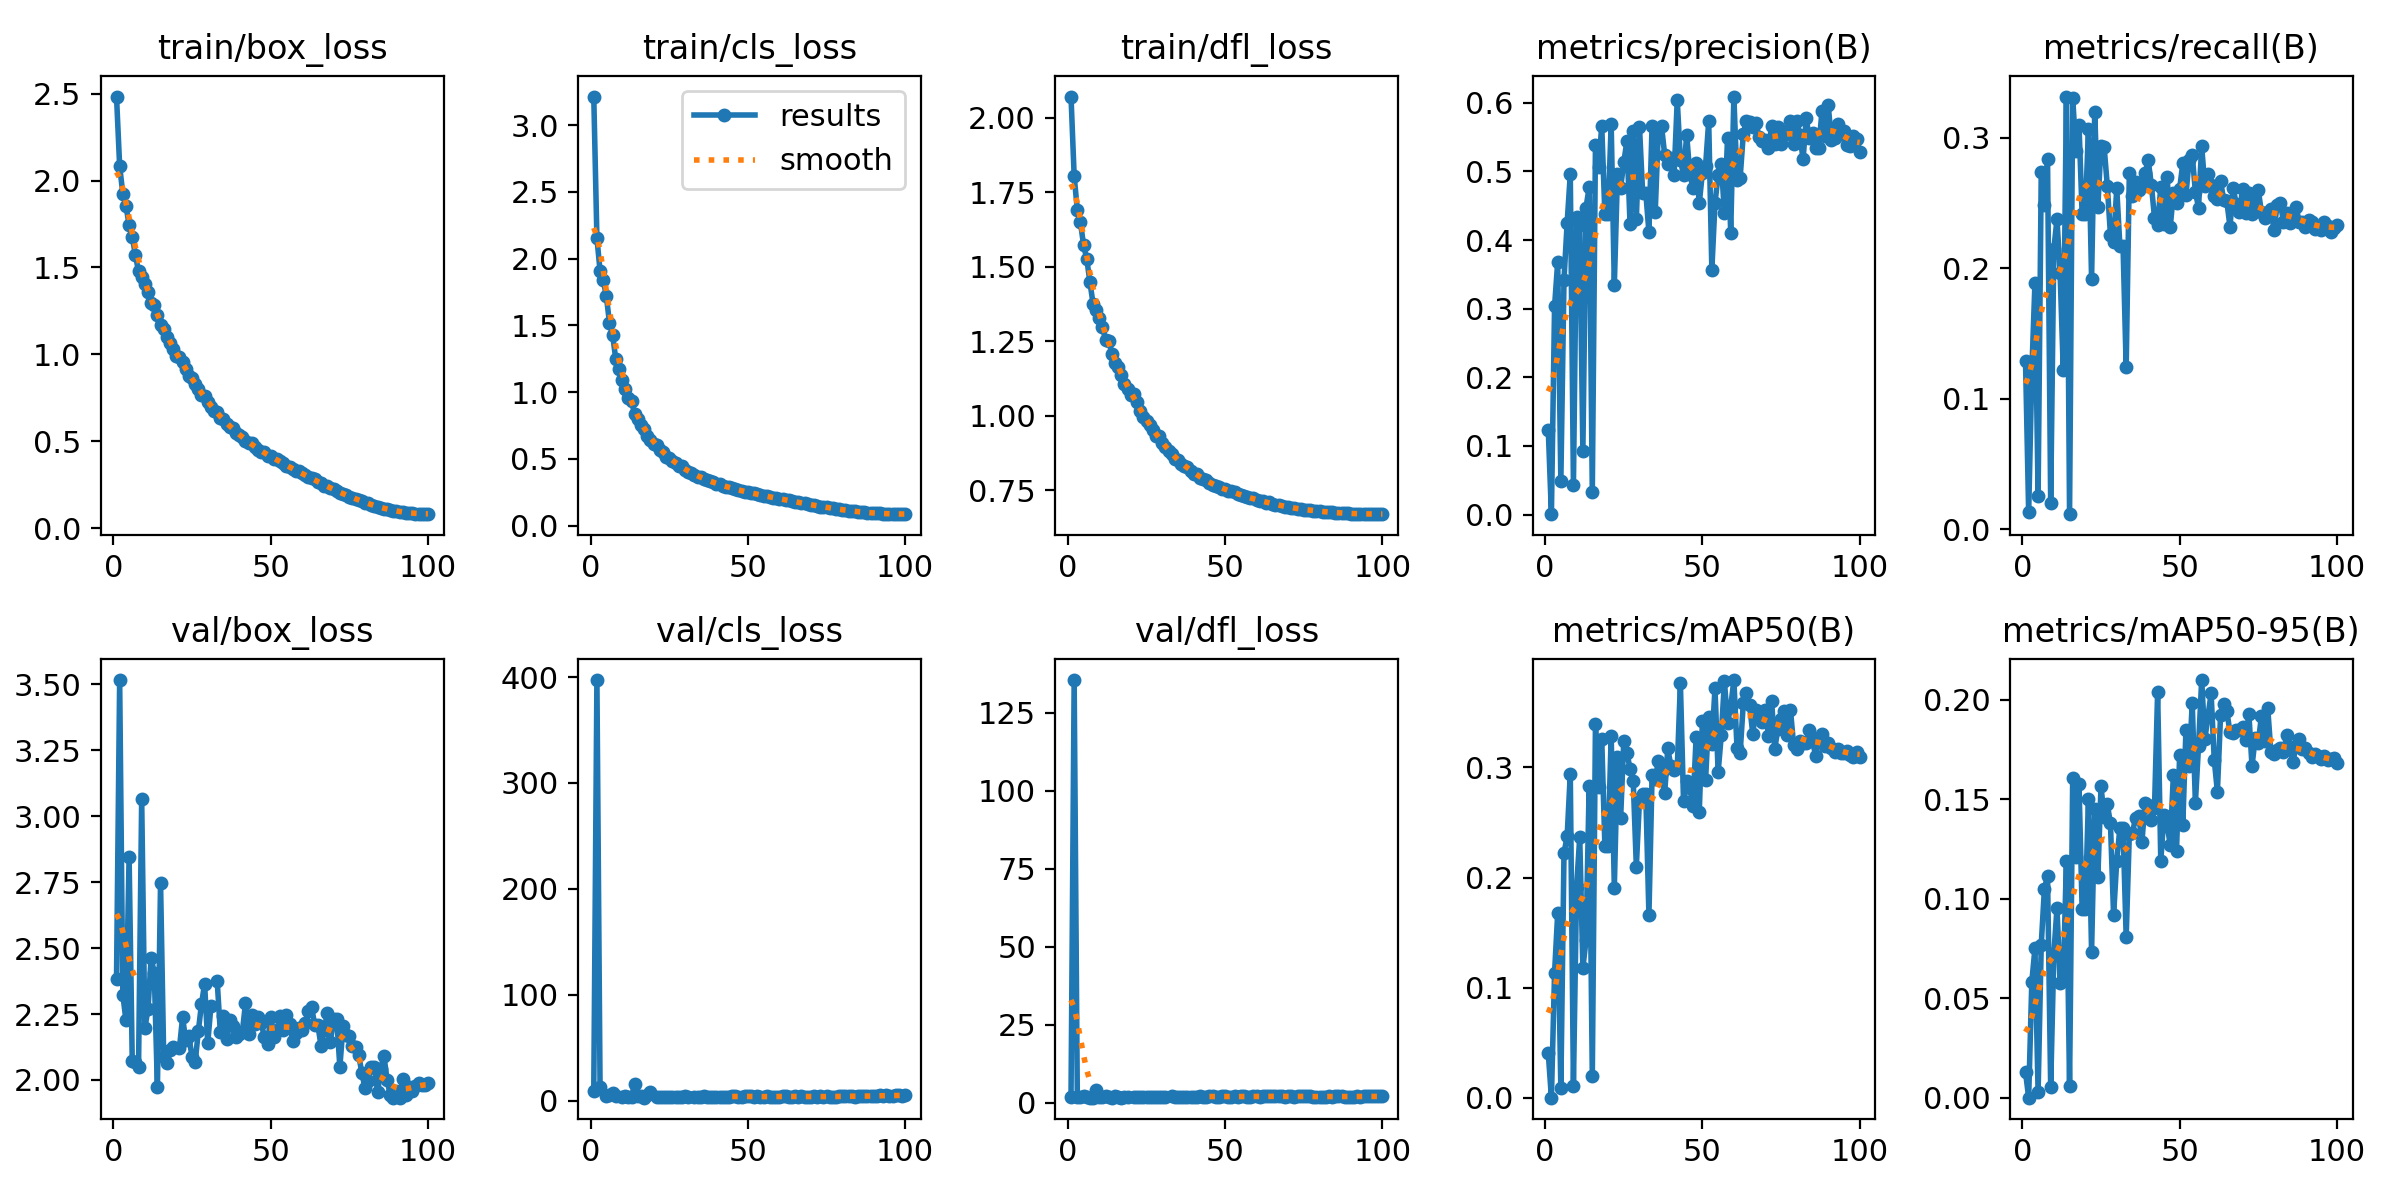 train/box_loss
2.5
2.0
1.5
1.0
0.5
0.0
0 50 100
train/cls_loss
results
smooth
3.0
2.5
2.0
1.5
1.0
0.5
0.0
0 50 100
train/dfl_loss
2.00
1.75
1.50
1.25
1.00
0.75
0 50 100
metrics/precision(B)
0.6
0.5
0.4
0.3
0.2
0.1
0.0
0 50 100
metrics/recall(B)
0.3
0.2
0.1
0.0
0 50 100
val/box_loss
3.50
3.25
3.00
2.75
2.50
2.25
2.00
0 50 100
val/cls_loss
400
300
200
100
0
0 50 100
val/dfl_loss
125
100
75
50
25
0
0 50 100
metrics/mAP50(B)
0.3
0.2
0.1
0.0
0 50 100
metrics/mAP50-95(B)
0.20
0.15
0.10
0.05
0.00
0 50 100